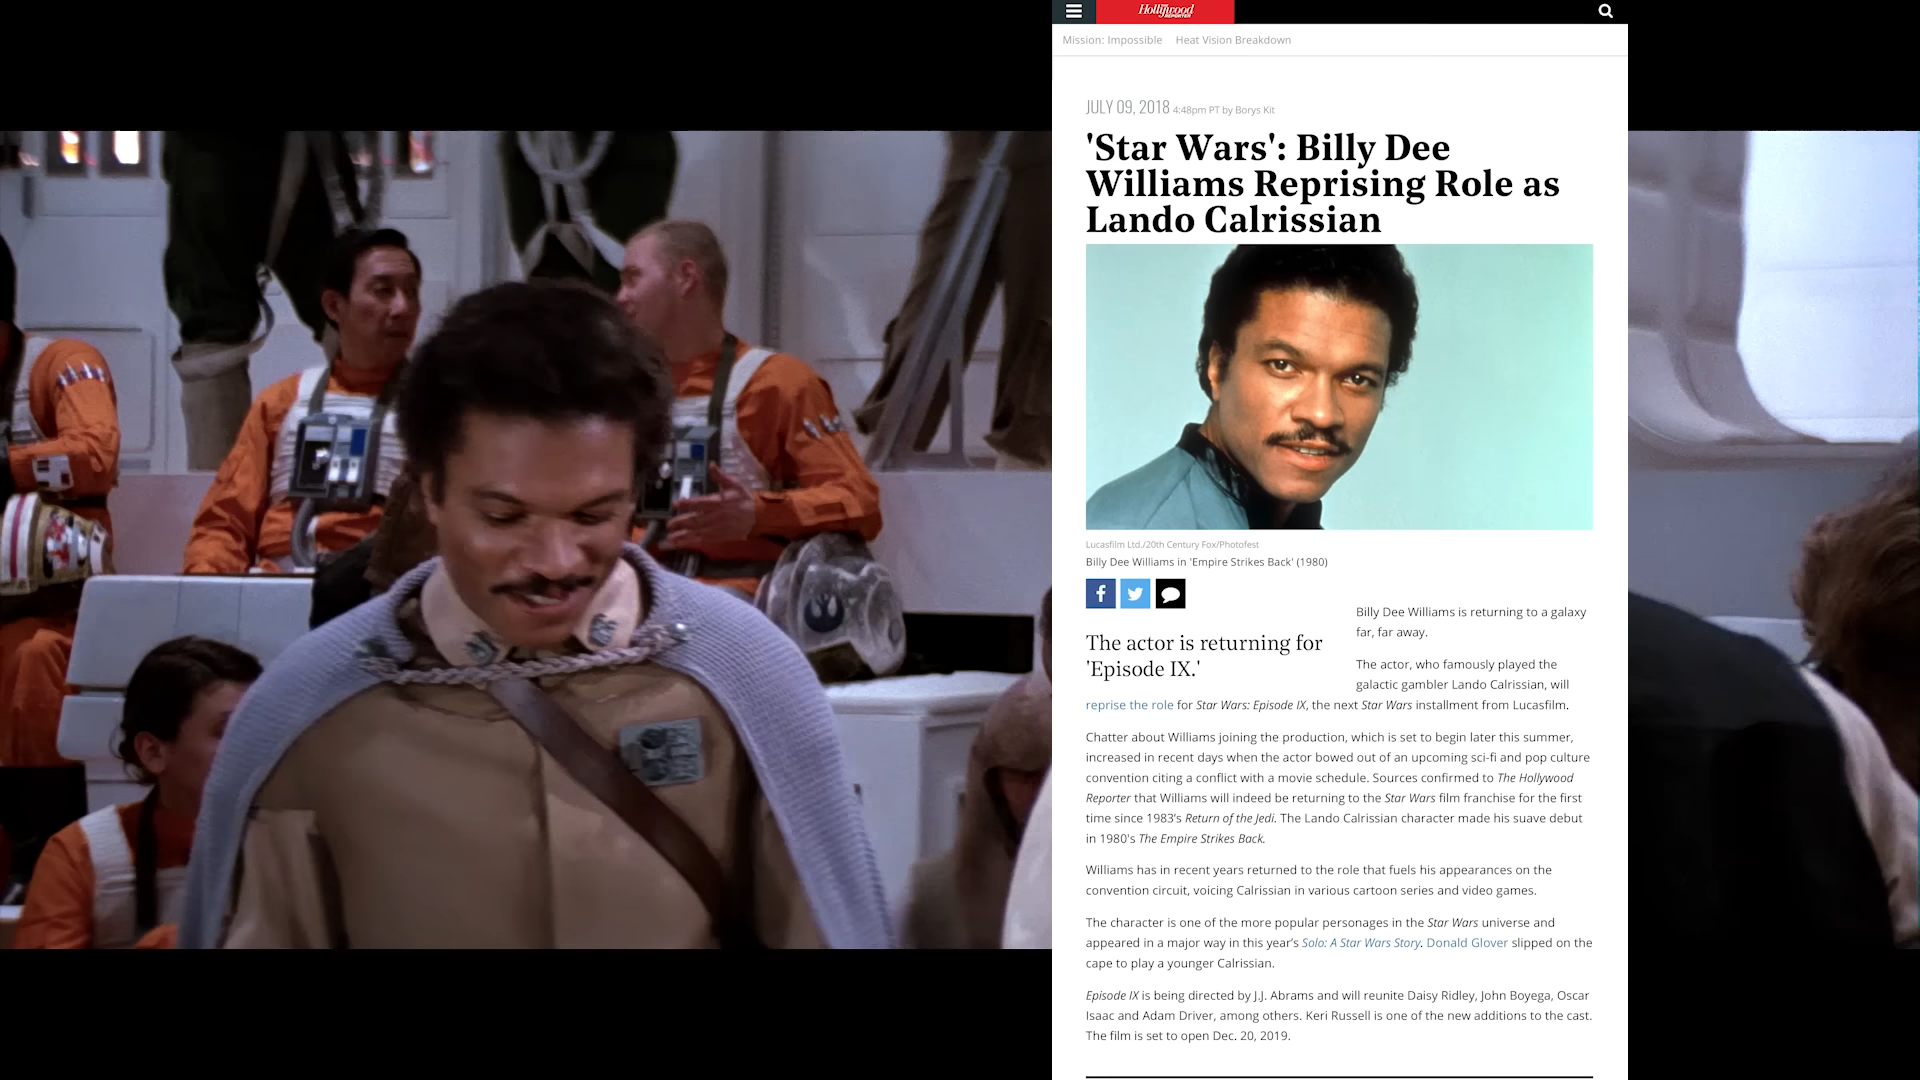 Hollywood
REPORTER
Mission: Impossible Heat Vision Breakdown
JULY 09, 2018 4:48pm PT by Borys Kit
'Star Wars': Billy Dee
Williams Reprising Role as
Lando Calrissian
Lucasfilm Ltd./20th Century Fox/Photofest
Billy Dee Williams in 'Empire Strikes Back' (1980)
The actor is returning for
'Episode IX.'
Billy Dee Williams is returning to a galaxy
far, far away.
The actor, who famously played the
galactic gambler Lando Calrissian, will
reprise the role for Star Wars: Episode IX, the next Star Wars installment from Lucasfilm.
Chatter about Williams joining the production, which is set to begin later this summer,
increased in recent days when the actor bowed out of an upcoming sci-fi and pop culture
convention citing a conflict with a movie schedule. Sources confirmed to The Hollywood
Reporter that Williams will indeed be returning to the Star Wars film franchise for the first
time since 1983's Return of the Jedi. The Lando Calrissian character made his suave debut
in 1980's The Empire Strikes Back.
Williams has in recent years returned to the role that fuels his appearances on the
convention circuit, voicing Calrissian in various cartoon series and video games.
The character is one of the more popular personages in the Star Wars universe and
appeared in a major way in this year's Solo: A Star Wars Story. Donald Glover slipped on the
cape to play a younger Calrissian.
Episode IX is being directed by J.J. Abrams and will reunite Daisy Ridley, John Boyega, Oscar
Isaac and Adam Driver, among others. Keri Russell is one of the new additions to the cast.
The film is set to open Dec. 20, 2019.